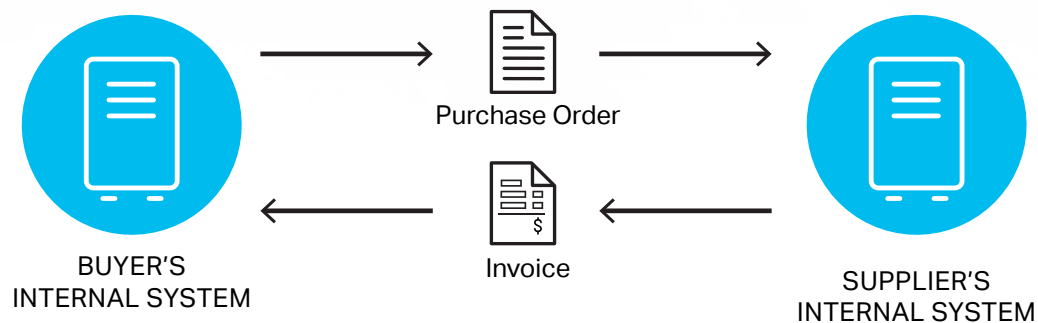 Purchase Order
$
Invoice
BUYER’S
INTERNAL SYSTEM
SUPPLIER’S
INTERNAL SYSTEM